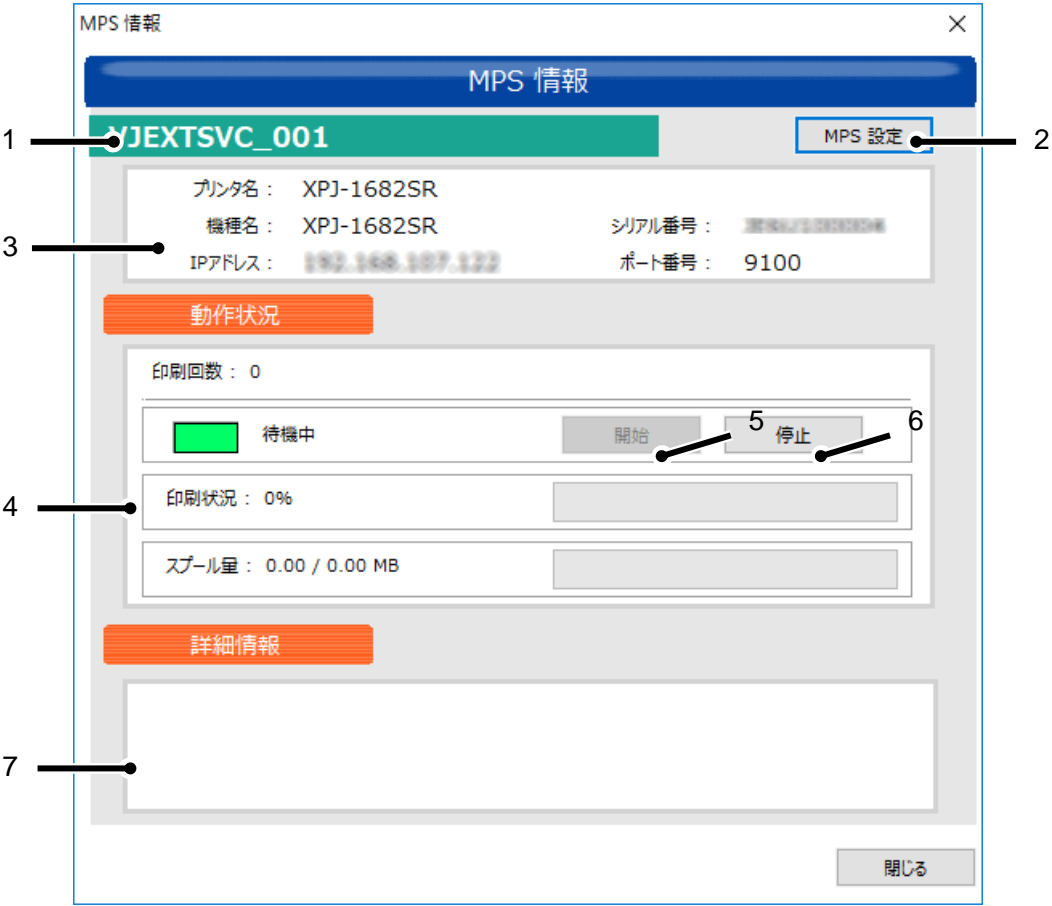 MPS 情報
MPS 情報
1
VJEXTSVC_001
MPS 設定
2
プリンタ名： XPJ-1682SR
3
機種名： XPJ-1682SR シリアル番号：
IPアドレス： ポート番号： 9100
動作状況
印刷回数： 0
待機中 開始 5 停止 6
4
印刷状況： 0%
スプール量： 0.00 / 0.00 MB
詳細情報
7
閉じる